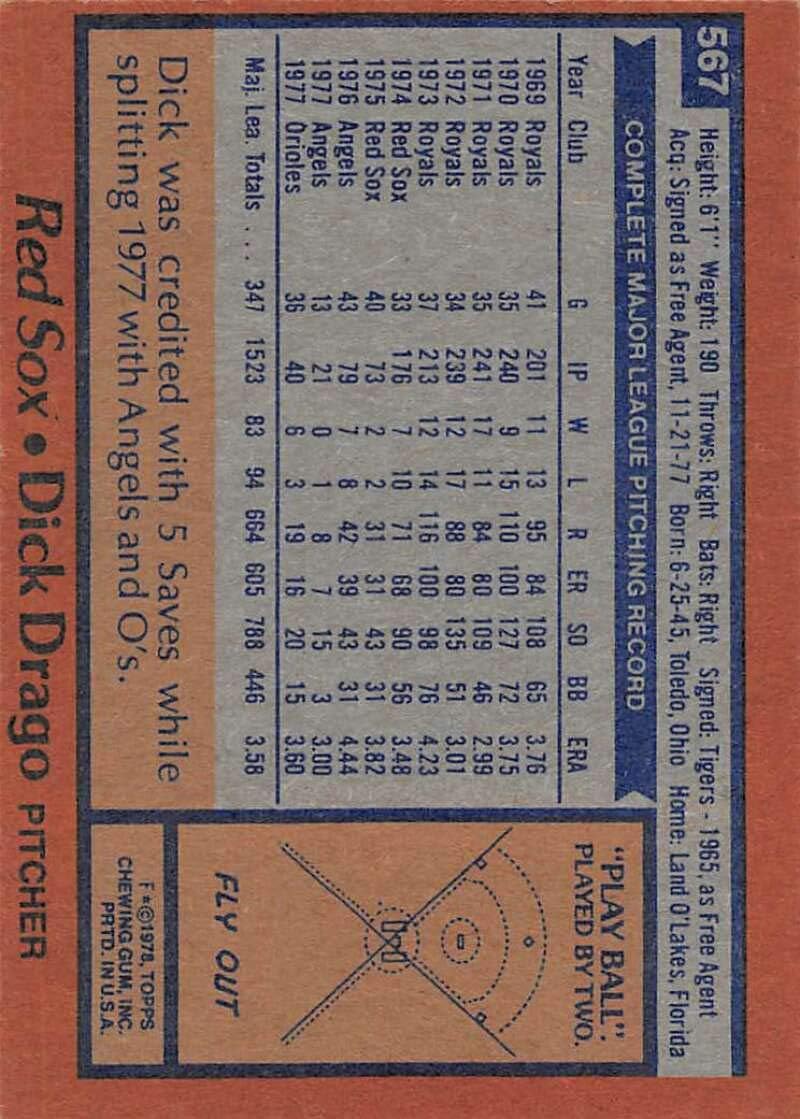 567
Height: 6'1" Weight: 190 Throws: Right Bats: Right Signed: Tigers - 1965, as Free Agent
Acq: Signed as Free Agent, 11-21-77 Born: 6-25-45, Toledo, Ohio Home: Land O'Lakes, Florida
COMPLETE MAJOR LEAGUE PITCHING RECORD
Year Club G IP W L R ER SO BB ERA
1969 Royals 41 201 11 13 95 84 108 65 3.76
1970 Royals 35 240 9 15 110 100 127 72 3.75
1971 Royals 35 241 17 11 84 80 109 46 2.99
1972 Royals 34 239 12 17 88 80 135 51 3.01
1973 Royals 37 213 12 14 116 100 98 76 4.23
1974 Red Sox 33 176 7 10 71 68 90 56 3.48
1975 Red Sox 40 73 2 2 31 31 43 31 3.82
1976 Angels 43 79 7 8 42 39 43 31 4.44
1977 Angels 13 21 0 1 8 7 15 3 3.00
1977 Orioles 36 40 6 3 19 16 20 15 3.60
Maj. Lea. Totals ... 347 1523 83 94 664 605 788 446 3.58
Dick was credited with 5 Saves while
splitting 1977 with Angels and O's.
"PLAY BALL":
PLAYED BY TWO.
FLY OUT
F*©1978, TOPPS
CHEWING GUM, INC.
PRTD. IN U.S.A.
Red Sox • Dick Drago PITCHER